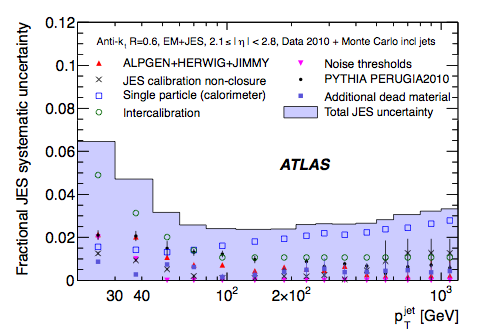 Anti-kₜ R=0.6, EM+JES, 2.1≤ | η | < 2.8, Data 2010 + Monte Carlo incl jets
ALPGEN+HERWIG+JIMMY
JES calibration non-closure
Single particle (calorimeter)
Intercalibration
Noise thresholds
PYTHIA PERUGIA2010
Additional dead material
Total JES uncertainty
ATLAS
Fractional JES systematic uncertainty
0.12
0.1
0.08
0.06
0.04
0.02
0
30 40 10² 2×10² 10³
p_T^jet [GeV]